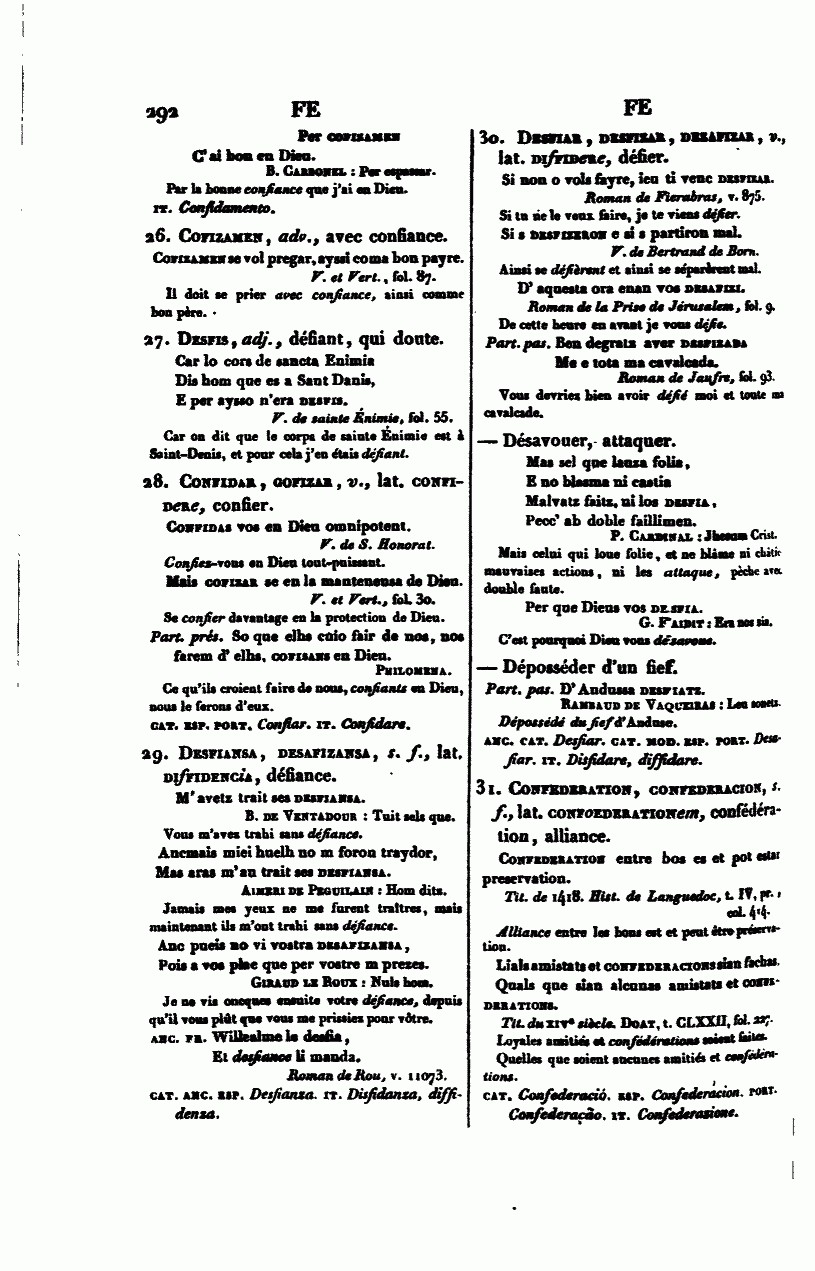 292 FE
Per COFIZAMEN
C'ai bon en Dieu.
B. CARBONEL : Per espassar.
Par la bonne confiance que j'ai en Dieu.
IT. Confidamento.
26. COFIZAMEN, adv., avec confiance.
COFIZAMEN se vol pregar, ayssi coma bon payre.
V. et Vert., fol. 87.
Il doit se prier avec confiance, ainsi comme
bon père.
27. DESFIS, adj., défiant, qui doute.
Car lo cors de sancta Enimia
Dis hom que es a Sant Danis,
E per aysso n'era DESFIS.
V. de sainte Énimie, fol. 55.
Car on dit que le corps de sainte Énimie est à
Saint-Denis, et pour cela j'en étais défiant.
28. CONFIDAR, COFIZAR, v., lat. CONFI-
DERE, confier.
CONFIDAS vos en Dieu omnipotent.
V. de S. Honorat.
Confiez-vous en Dieu tout-puissant.
Mais COFIZAR se en la mantenensa de Dieu.
V. et Vert., fol. 30.
Se confier davantage en la protection de Dieu.
Part. prés. So que elhs cuio fair de nos, nos
farem d' elhs, COFISANS en Dieu.
PHILOMENA.
Ce qu'ils croient faire de nous, confiants en Dieu,
nous le ferons d'eux.
CAT. ESP. PORT. Confiar. IT. Confidare.
29. DESFIANSA, DESAFIZANSA, s. f., lat.
DIFFIDENCIA, défiance.
M'avetz trait ses DESFIANSA.
B. DE VENTADOUR : Tuit sels que.
Vous m'avez trahi sans défiance.
Ancmais miei huelh no m foron traydor,
Mas aras m'an trait ses DESFIANSA.
AIMERI DE PEGUILAIN : Hom ditz.
Jamais mes yeux ne me furent traîtres, mais
maintenant ils m'ont trahi sans défiance.
Anc pueis no vi vostra DESAFIZANSA,
Pois a vos plac que per vostre m prezes.
GIRAUD LE ROUX : Nuls hom.
Je ne vis oncques ensuite votre défiance, depuis
qu'il vous plût que vous me prissiez pour vôtre.
ANC. FR. Willealme le desfia,
Et desfiance li manda.
Roman de Rou, v. 11073.
CAT. ANC. ESP. Desfianza. IT. Disfidanza, diffi-
denza.
FE
30. DESFIAR, DESFIZAR, DESAFIZAR, v.,
lat. DIFFIDERE, défier.
Si non o vols fayre, ieu ti venc DESFIZAR.
Roman de Fierabras, v. 875.
Si tu ne le veux faire, je te viens défier.
Si s DESFIZERON e si s partiron mal.
V. de Bertrand de Born.
Ainsi se défièrent et ainsi se séparèrent mal.
D' aquesta ora enan vos DESAFIZI.
Roman de la Prise de Jérusalem, fol. 9.
De cette heure en avant je vous défie.
Part. pas. Ben degratz aver DESFIZADA
Me e tota ma cavalcada.
Roman de Jaufre, fol. 93.
Vous devriez bien avoir défié moi et toute ma
cavalcade.
— Désavouer, attaquer.
Mas sel que lauza folia,
E no blasma ni castia
Malvatz faitz, ni los DESFIA,
Pecc' ab doble faillimen.
P. CARDINAL : Jhesum Crist.
Mais celui qui loue folie, et ne blâme ni châtie
mauvaises actions, ni les attaque, pèche avec
double faute.
Per que Dieus vos DESFIA.
G. FAIDIT : Era nos sia.
C'est pourquoi Dieu vous désavoue.
— Déposséder d'un fief.
Part. pas. D' Andusa DESFIATZ.
RAMBAUD DE VAQUEIRAS : Leu sonetz.
Dépossédé du fief d'Anduse.
ANC. CAT. Desfiar. CAT. MOD. ESP. PORT. Desa-
fiar. IT. Disfidare, diffidare.
31. CONFEDERATION, CONFEDERACION, s.
f., lat. CONFOEDERATIONem, confédéra-
tion, alliance.
CONFEDERATION entre bos es et pot estar
preservation.
Tit. de 1418. Hist. de Languedoc, t. IV, pr.,
col. 414.
Alliance entre les bons est et peut être préserva-
tion.
Lials amistats et CONFEDERACIONS sian fachas.
Quals que sian alcunas amistats et CONFE-
DERATIONS.
Tit. du XIVe siècle. DOAT, t. CLXXII, fol. 227.
Loyales amitiés et confédérations soient faites.
Quelles que soient aucunes amitiés et confédéra-
tions.
CAT. Confederació. ESP. Confederacion. PORT.
Confederação. IT. Confederazione.